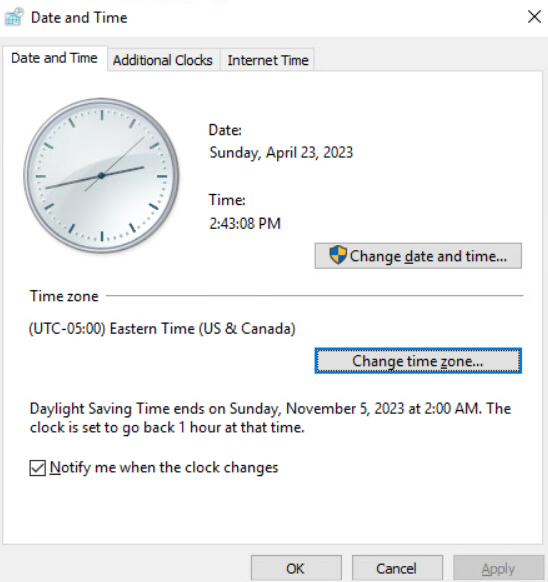 Date and Time
Date and Time
Additional Clocks
Internet Time
Date:
Sunday, April 23, 2023
Time:
2:43:08 PM
Change date and time...
Time zone
(UTC-05:00) Eastern Time (US & Canada)
Change time zone...
Daylight Saving Time ends on Sunday, November 5, 2023 at 2:00 AM. The
clock is set to go back 1 hour at that time.
Notify me when the clock changes
OK
Cancel
Apply